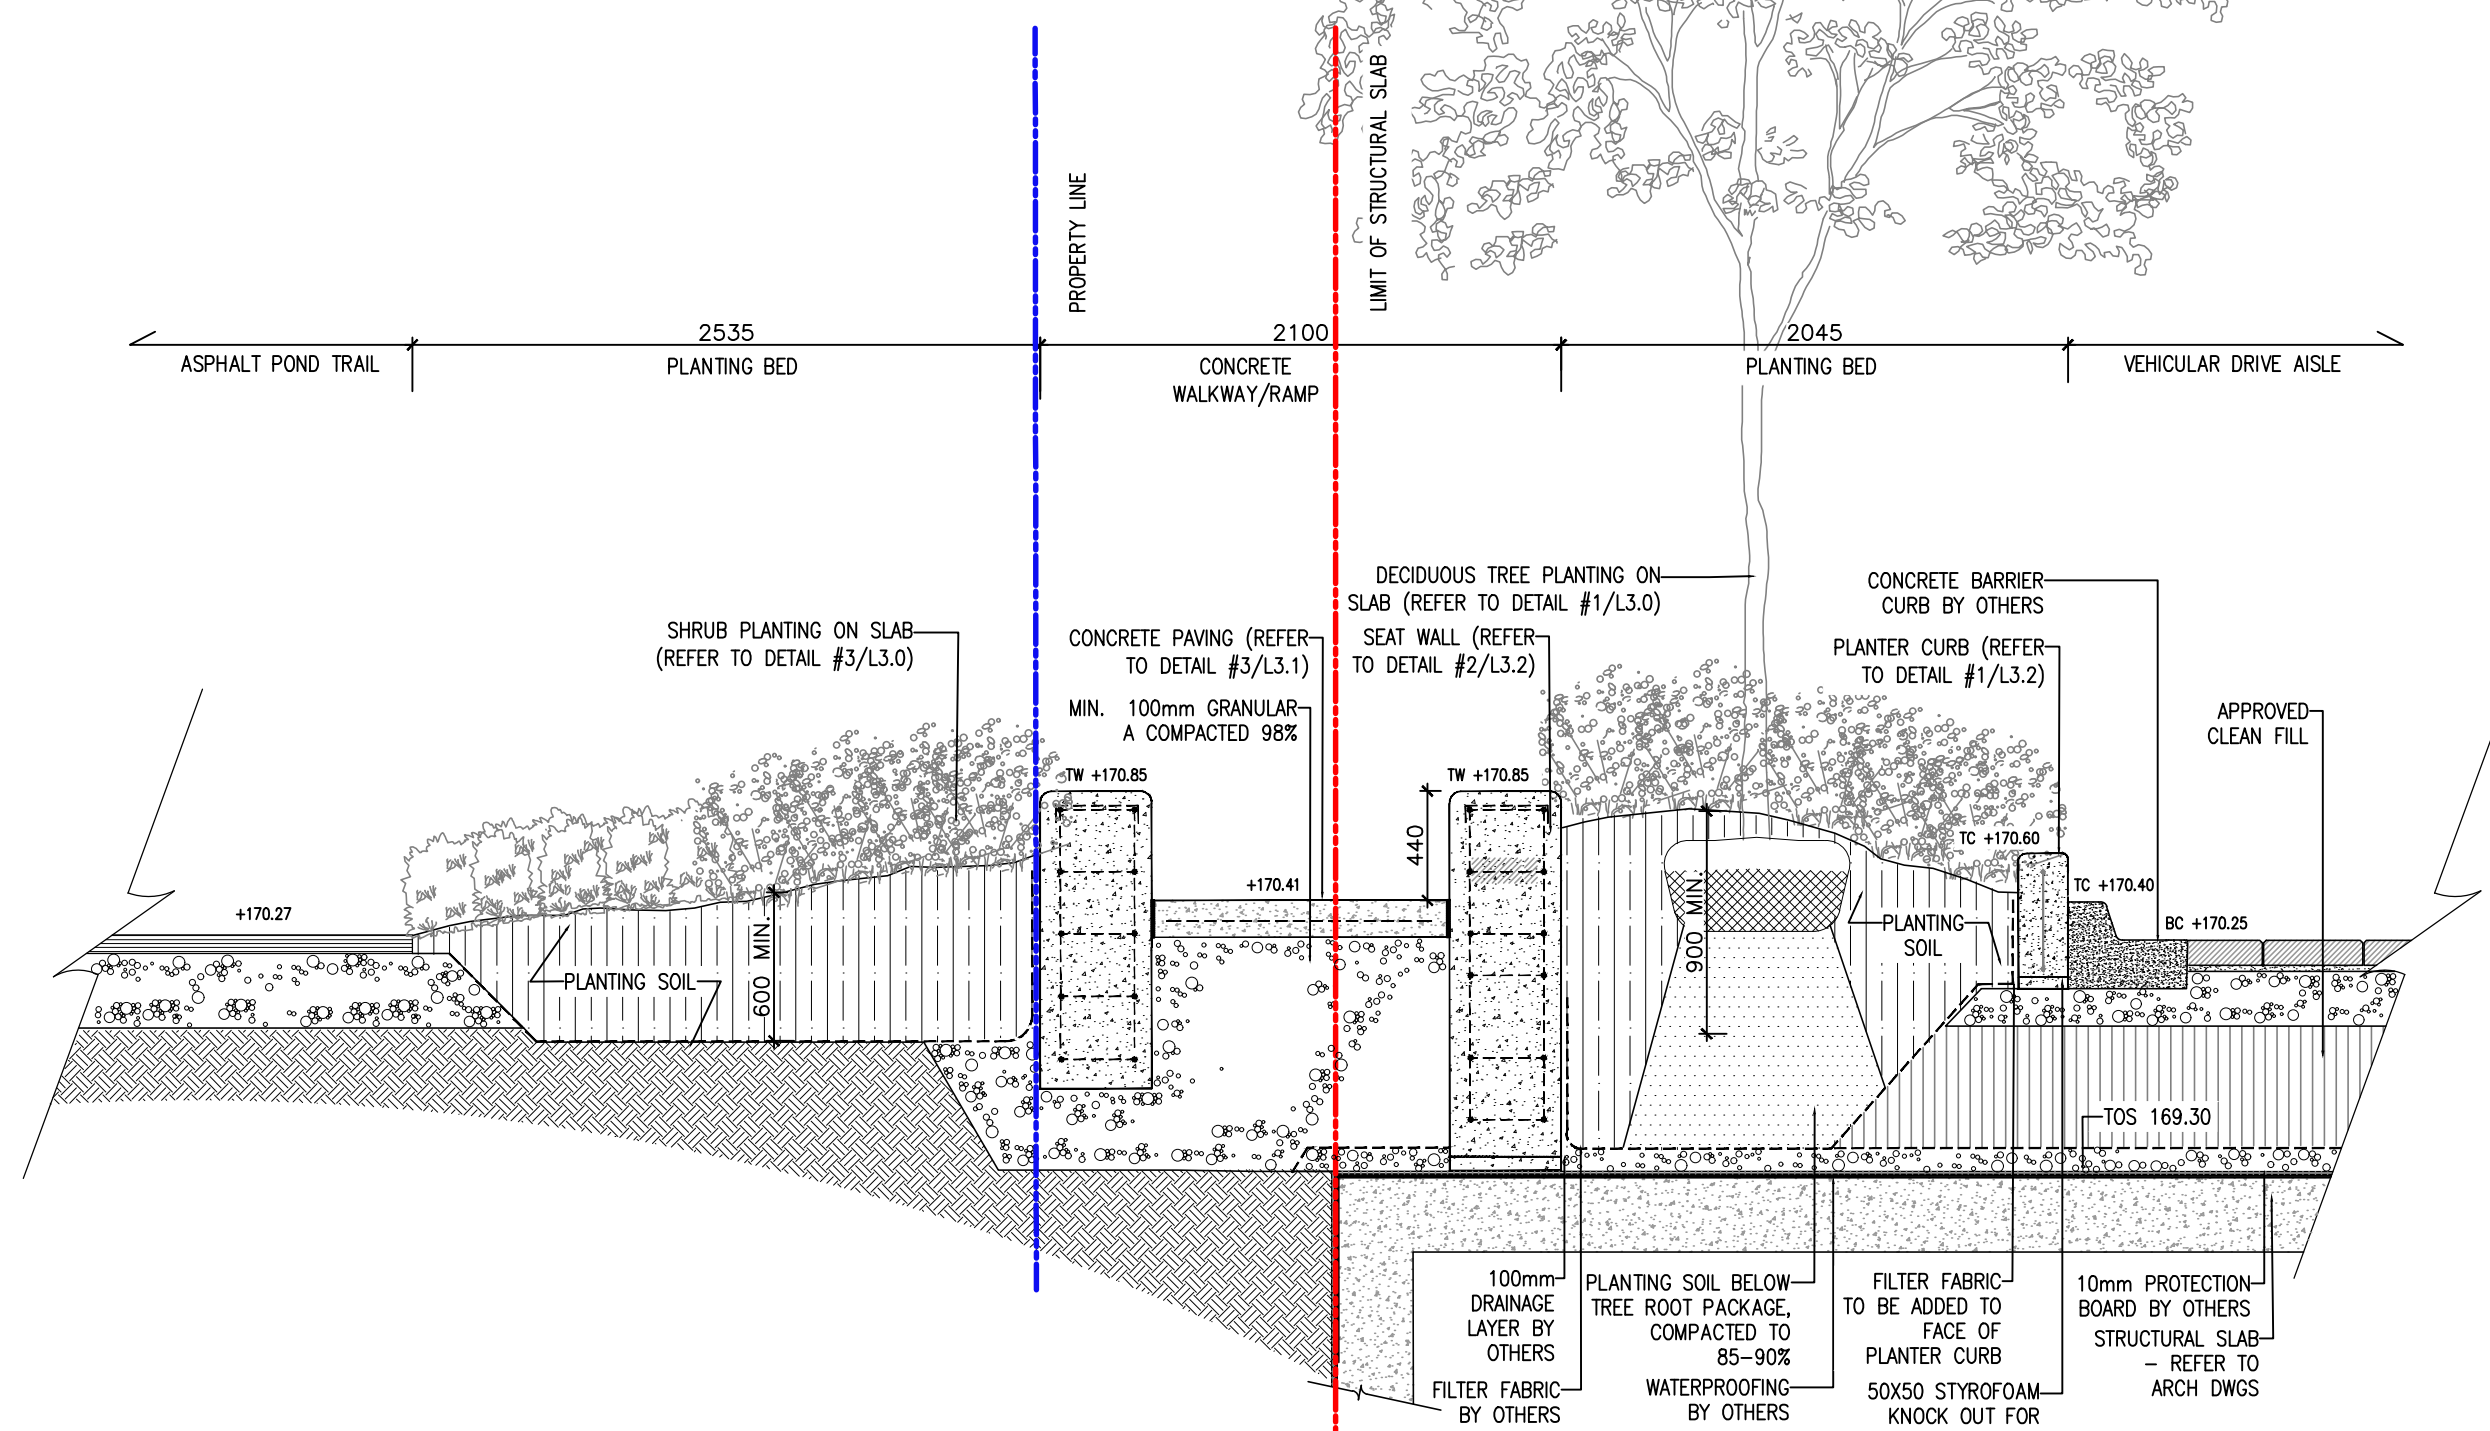 PROPERTY LINE
LIMIT OF STRUCTURAL SLAB
2535
2100
2045
ASPHALT POND TRAIL
PLANTING BED
CONCRETE
WALKWAY/RAMP
PLANTING BED
VEHICULAR DRIVE AISLE
SHRUB PLANTING ON SLAB
(REFER TO DETAIL #3/L3.0)
CONCRETE PAVING (REFER
TO DETAIL #3/L3.1)
MIN. 100mm GRANULAR
A COMPACTED 98%
DECIDUOUS TREE PLANTING ON
SLAB (REFER TO DETAIL #1/L3.0)
SEAT WALL (REFER
TO DETAIL #2/L3.2)
CONCRETE BARRIER
CURB BY OTHERS
PLANTER CURB (REFER
TO DETAIL #1/L3.2)
APPROVED
CLEAN FILL
TW +170.85
TW +170.85
440
TC +170.60
TC +170.40
BC +170.25
+170.27
+170.41
PLANTING SOIL
600 MIN.
900 MIN.
PLANTING
SOIL
TOS 169.30
100mm
DRAINAGE
LAYER BY
OTHERS
FILTER FABRIC
BY OTHERS
PLANTING SOIL BELOW
TREE ROOT PACKAGE,
COMPACTED TO
85-90%
WATERPROOFING
BY OTHERS
FILTER FABRIC
TO BE ADDED TO
FACE OF
PLANTER CURB
50X50 STYROFOAM
KNOCK OUT FOR
10mm PROTECTION
BOARD BY OTHERS
STRUCTURAL SLAB
- REFER TO
ARCH DWGS